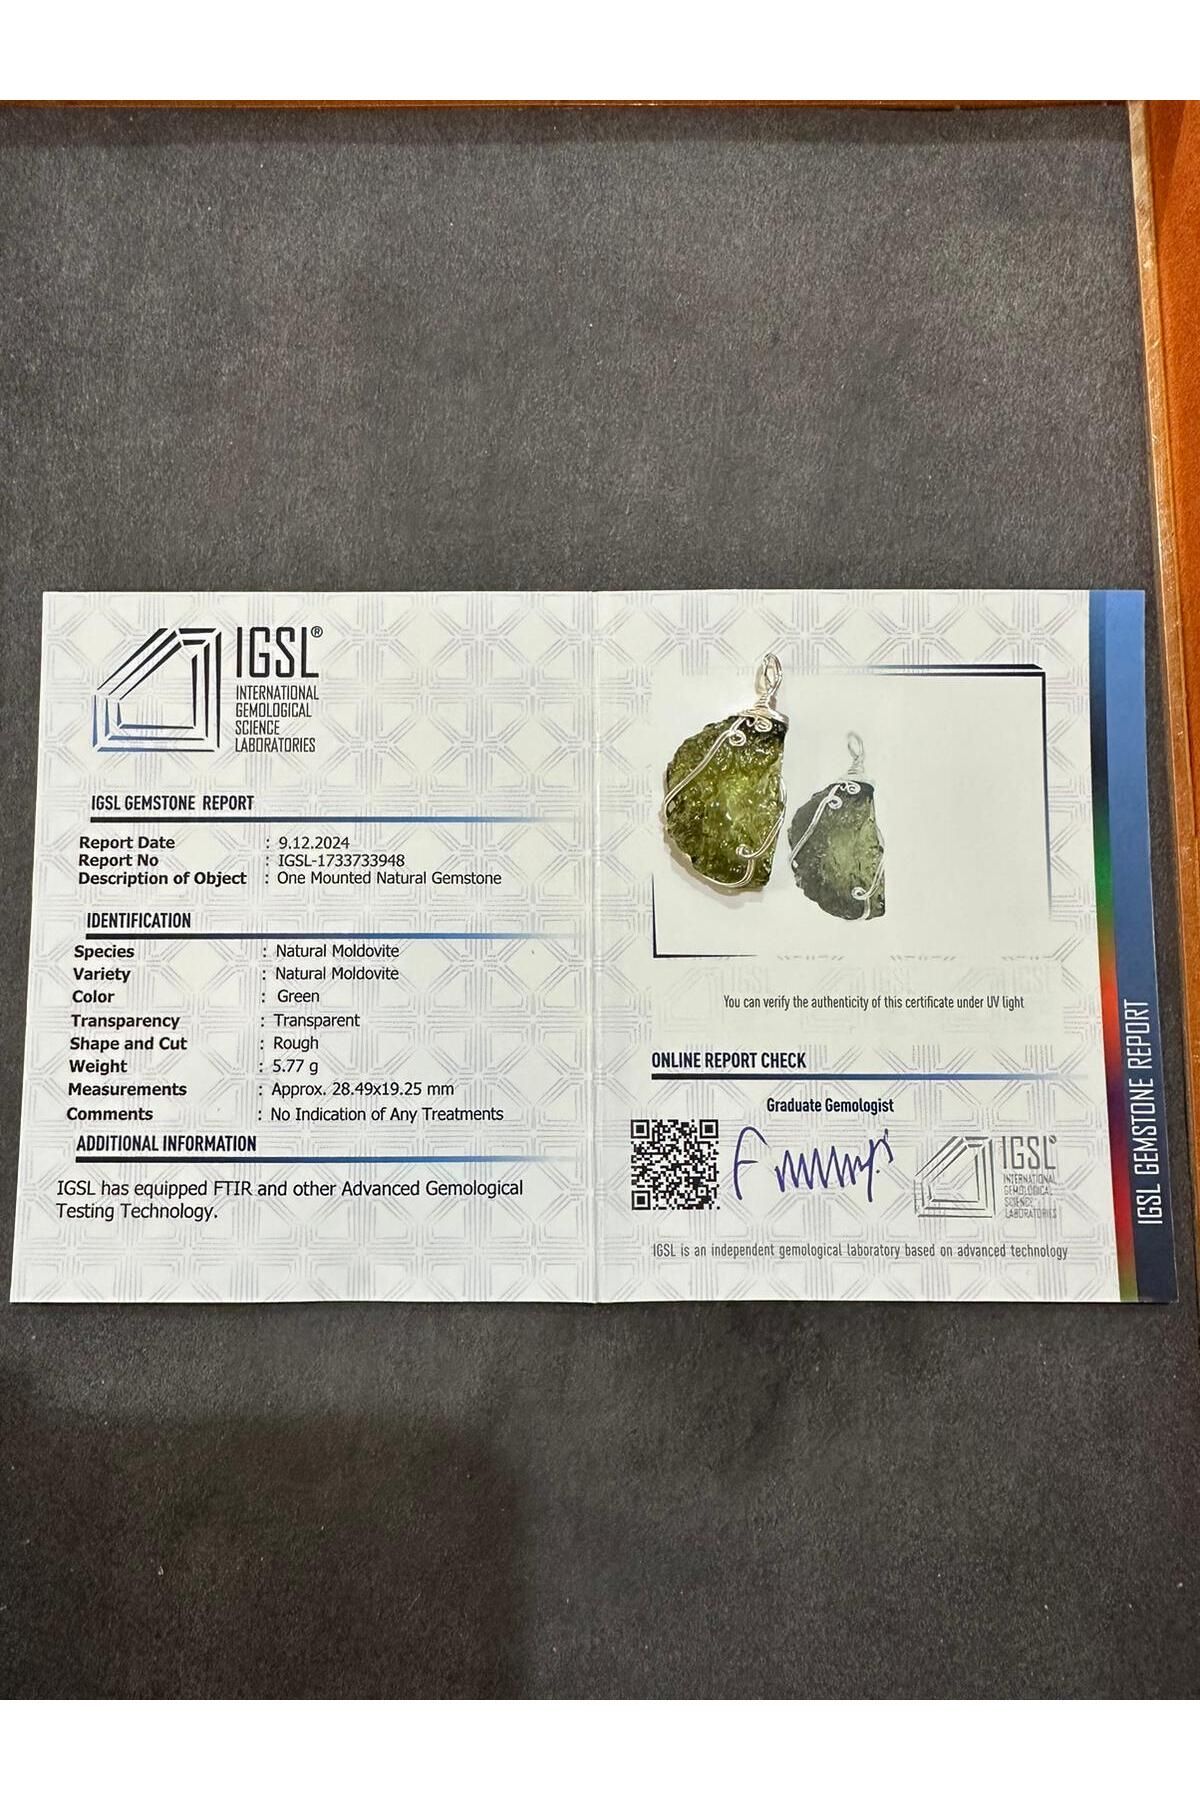 IGSL®
INTERNATIONAL
GEMOLOGICAL
SCIENCE
LABORATORIES
IGSL GEMSTONE REPORT
Report Date : 9.12.2024
Report No : IGSL-1733733948
Description of Object : One Mounted Natural Gemstone
IDENTIFICATION
Species : Natural Moldovite
Variety : Natural Moldovite
Color : Green
Transparency : Transparent
Shape and Cut : Rough
Weight : 5.77 g
Measurements : Approx. 28.49x19.25 mm
Comments : No Indication of Any Treatments
ADDITIONAL INFORMATION
IGSL has equipped FTIR and other Advanced Gemological
Testing Technology.
IGSL IGSL IGSL
You can verify the authenticity of this certificate under UV light
ONLINE REPORT CHECK
Graduate Gemologist
IGSL®
INTERNATIONAL
GEMOLOGICAL
SCIENCE
LABORATORIES
IGSL is an independent gemological laboratory based on advanced technology
IGSL GEMSTONE REPORT